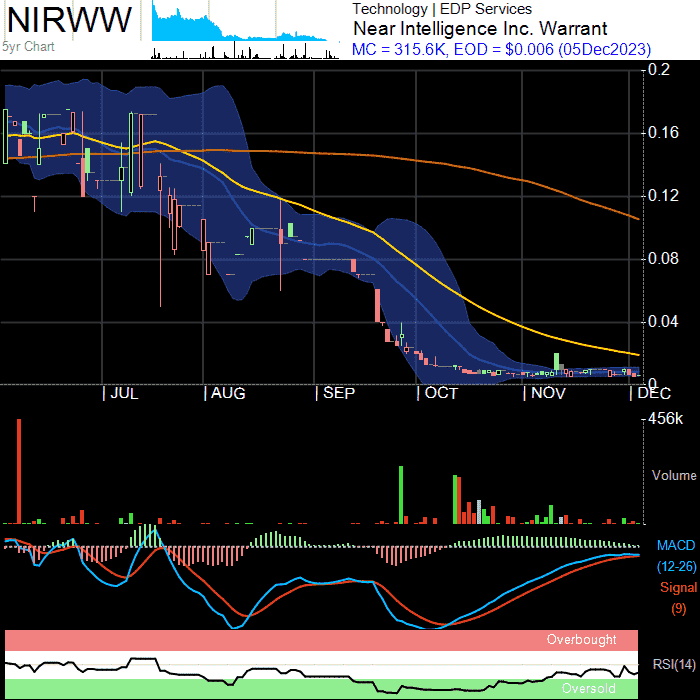 NIRWW
5yr Chart
Technology | EDP Services
Near Intelligence Inc. Warrant
MC = 315.6K, EOD = $0.006 (05Dec2023)
0.2
0.16
0.12
0.08
0.04
0
JUL AUG SEP OCT NOV DEC
456k
Volume
MACD
(12-26)
Signal
(9)
Overbought
RSI(14)
Oversold